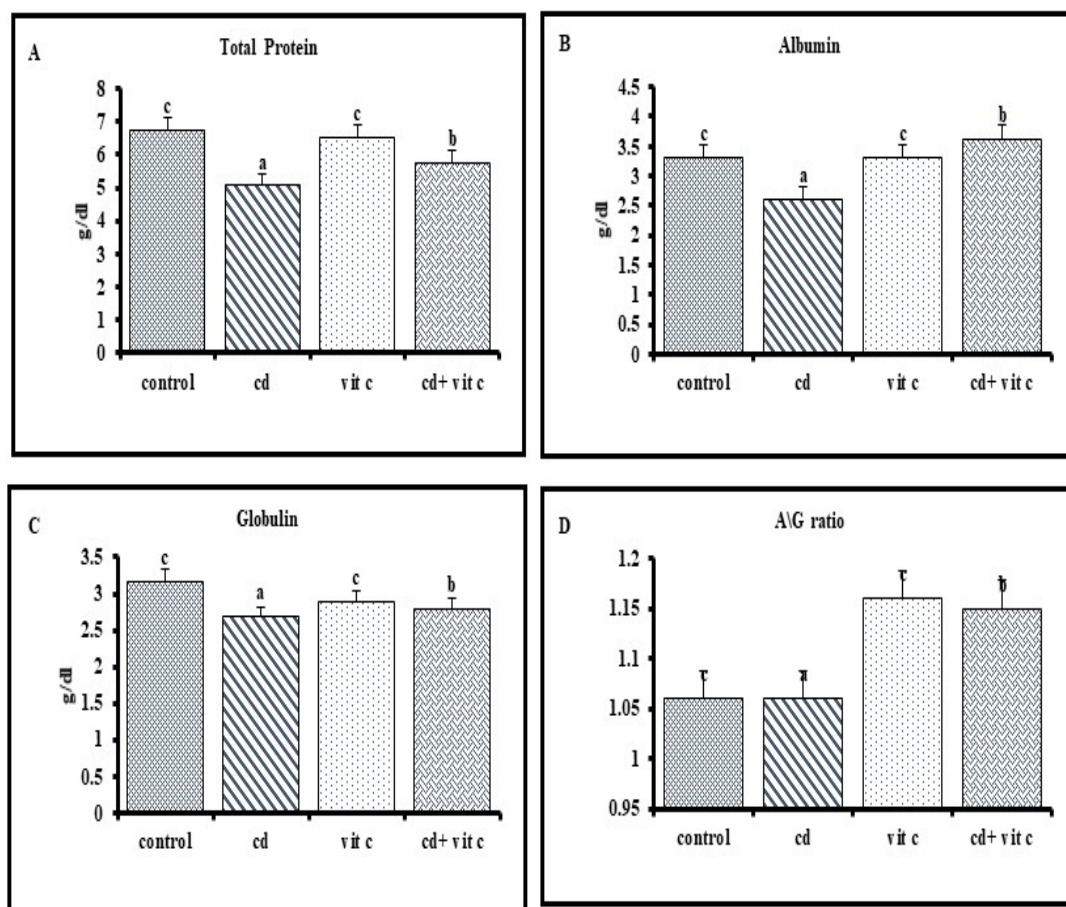 A
Total Protein
g/dl
8
7
6
5
4
3
2
1
0
c
a
c
b
control cd vit c cd+ vit c
B
Albumin
g/dl
4.5
4
3.5
3
2.5
2
1.5
1
0.5
0
c
a
c
b
control cd vit c cd+ vit c
C
Globulin
g/dl
3.5
3
2.5
2
1.5
1
0.5
0
c
a
c
b
control cd vit c cd+ vit c
D
A\G ratio
1.2
1.15
1.1
1.05
1
0.95
c
a
c
b
control cd vit c cd+ vit c